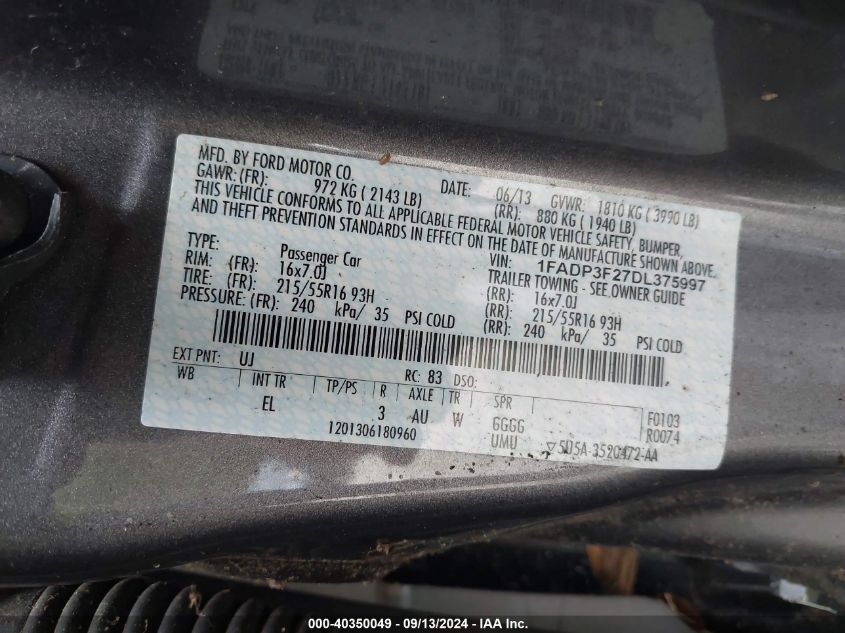 MFD. BY FORD MOTOR CO. DATE: 06/13 GVWR: 1810 KG ( 3990 LB)
GAWR:(FR): 972 KG ( 2143 LB) (RR): 880 KG ( 1940 LB)
THIS VEHICLE CONFORMS TO ALL APPLICABLE FEDERAL MOTOR VEHICLE SAFETY, BUMPER,
AND THEFT PREVENTION STANDARDS IN EFFECT ON THE DATE OF MANUFACTURE SHOWN ABOVE.
VIN: 1FADP3F27DL375997
TYPE: Passenger Car TRAILER TOWING - SEE OWNER GUIDE
RIM: (FR): 16x7.0J (RR): 16x7.0J
TIRE: (FR): 215/55R16 93H (RR): 215/55R16 93H
PRESSURE: (FR): 240 kPa/ 35 PSI COLD (RR): 240 kPa/ 35 PSI COLD
EXT PNT: UJ RC: 83 DSO:
WB INT TR TP/PS R AXLE TR SPR
EL 3 AU W GGGG F0103
1201306180960 UMU R0074
▽5U5A-3520472-AA
000-40350049 - 09/13/2024 - IAA Inc.